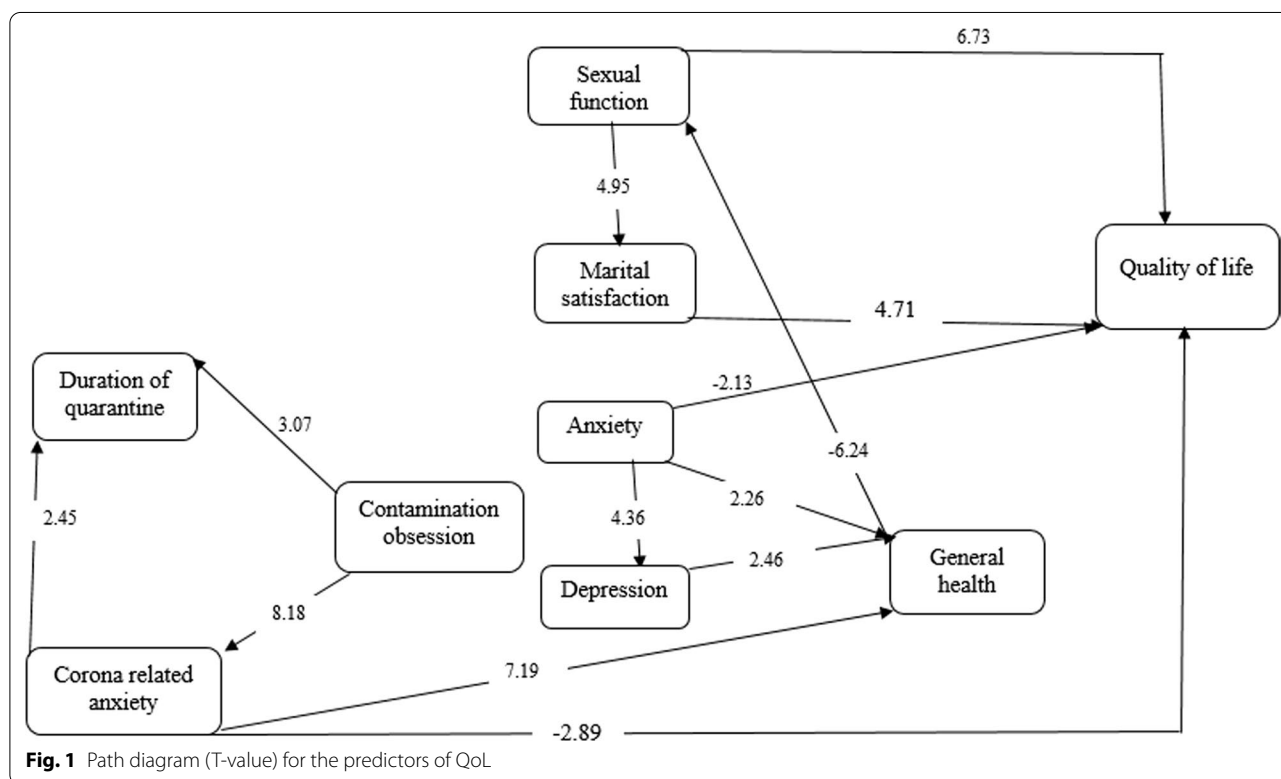 6.73
Sexual
function
4.95
Marital
satisfaction
4.71
Quality of life
Duration of
quarantine
3.07
-2.13
Anxiety
-6.24
2.26
2.45
Contamination
obsession
4.36
2.46
General
health
Depression
8.18
Corona related
anxiety
7.19
-2.89
Fig. 1 Path diagram (T-value) for the predictors of QoL